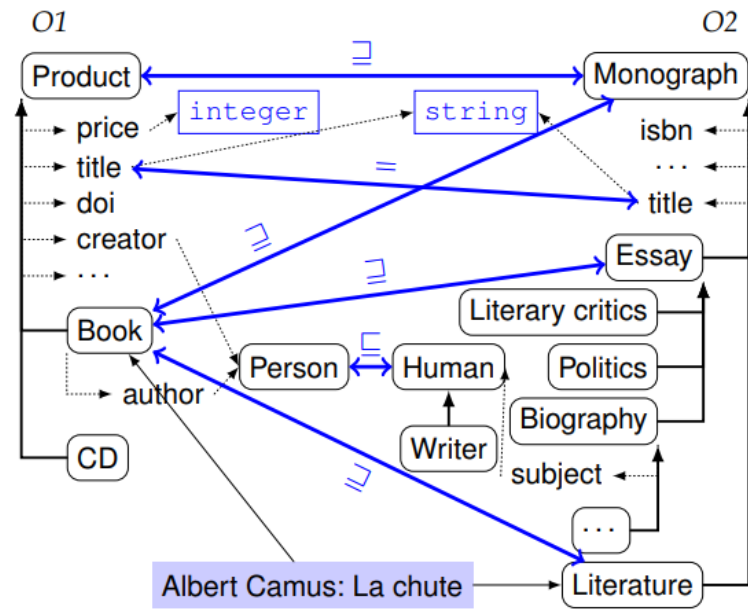 O1 O2
⊒
Product Monograph
price integer string isbn
title = ...
doi title
creator ⊒
... ⊒ Essay
Book Literary critics
Person ⊑ Human Politics
author Biography
Writer
CD subject
⊒ ...
Albert Camus: La chute Literature